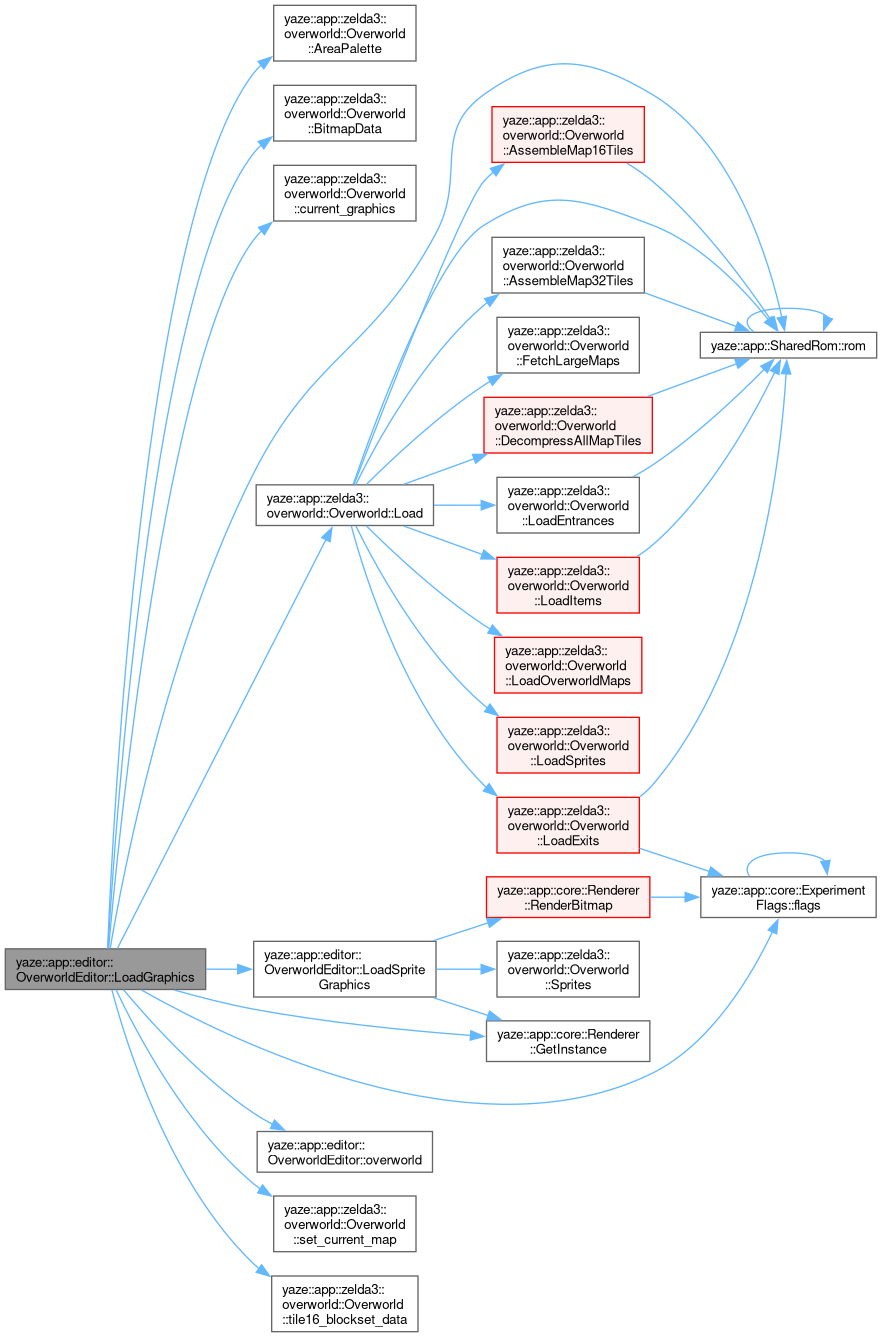 yaze::app::zelda3::
overworld::Overworld
::AreaPalette
yaze::app::zelda3::
overworld::Overworld
::BitmapData
yaze::app::zelda3::
overworld::Overworld
::current_graphics
yaze::app::zelda3::
overworld::Overworld
::AssembleMap16Tiles
yaze::app::zelda3::
overworld::Overworld
::AssembleMap32Tiles
yaze::app::zelda3::
overworld::Overworld
::FetchLargeMaps
yaze::app::SharedRom::rom
yaze::app::zelda3::
overworld::Overworld
::DecompressAllMapTiles
yaze::app::zelda3::
overworld::Overworld::Load
yaze::app::zelda3::
overworld::Overworld
::LoadEntrances
yaze::app::zelda3::
overworld::Overworld
::LoadItems
yaze::app::zelda3::
overworld::Overworld
::LoadOverworldMaps
yaze::app::zelda3::
overworld::Overworld
::LoadSprites
yaze::app::zelda3::
overworld::Overworld
::LoadExits
yaze::app::core::Renderer
::RenderBitmap
yaze::app::core::Experiment
Flags::flags
yaze::app::editor::
OverworldEditor::LoadGraphics
yaze::app::editor::
OverworldEditor::LoadSprite
Graphics
yaze::app::zelda3::
overworld::Overworld
::Sprites
yaze::app::core::Renderer
::GetInstance
yaze::app::editor::
OverworldEditor::overworld
yaze::app::zelda3::
overworld::Overworld
::set_current_map
yaze::app::zelda3::
overworld::Overworld
::tile16_blockset_data